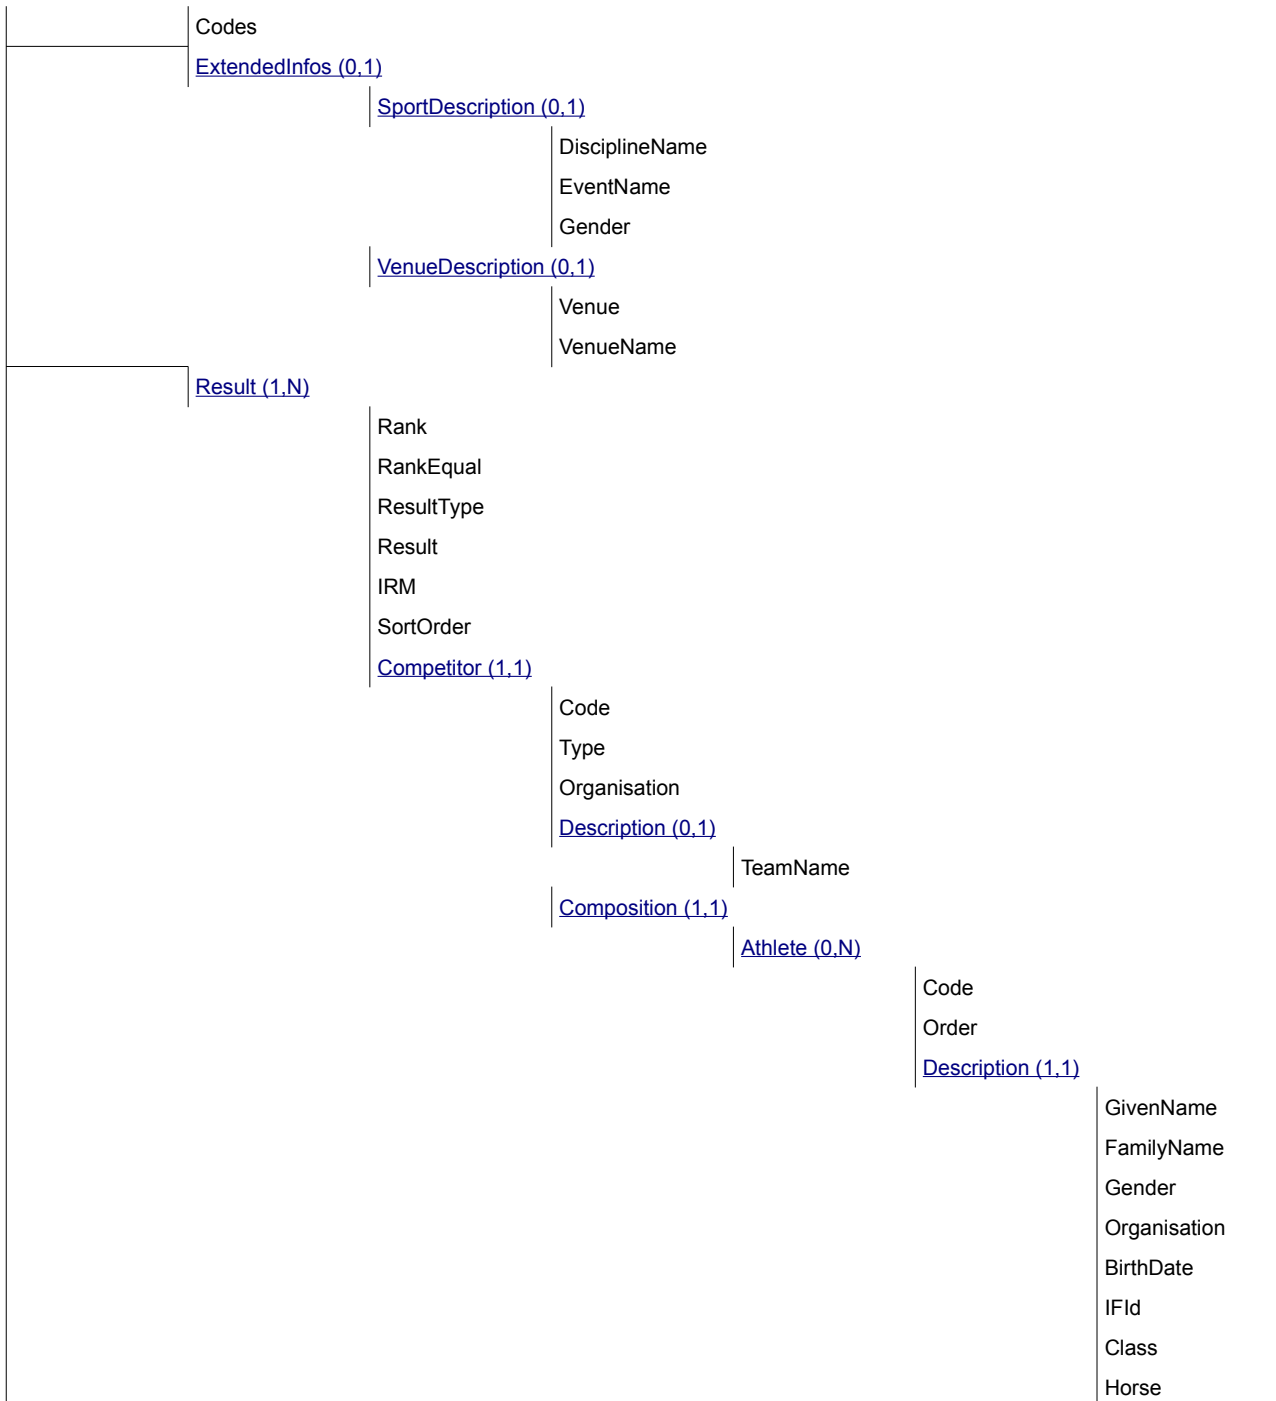 Codes
ExtendedInfos (0,1)
SportDescription (0,1)
DisciplineName
EventName
Gender
VenueDescription (0,1)
Venue
VenueName
Result (1,N)
Rank
RankEqual
ResultType
Result
IRM
SortOrder
Competitor (1,1)
Code
Type
Organisation
Description (0,1)
TeamName
Composition (1,1)
Athlete (0,N)
Code
Order
Description (1,1)
GivenName
FamilyName
Gender
Organisation
BirthDate
IFId
Class
Horse